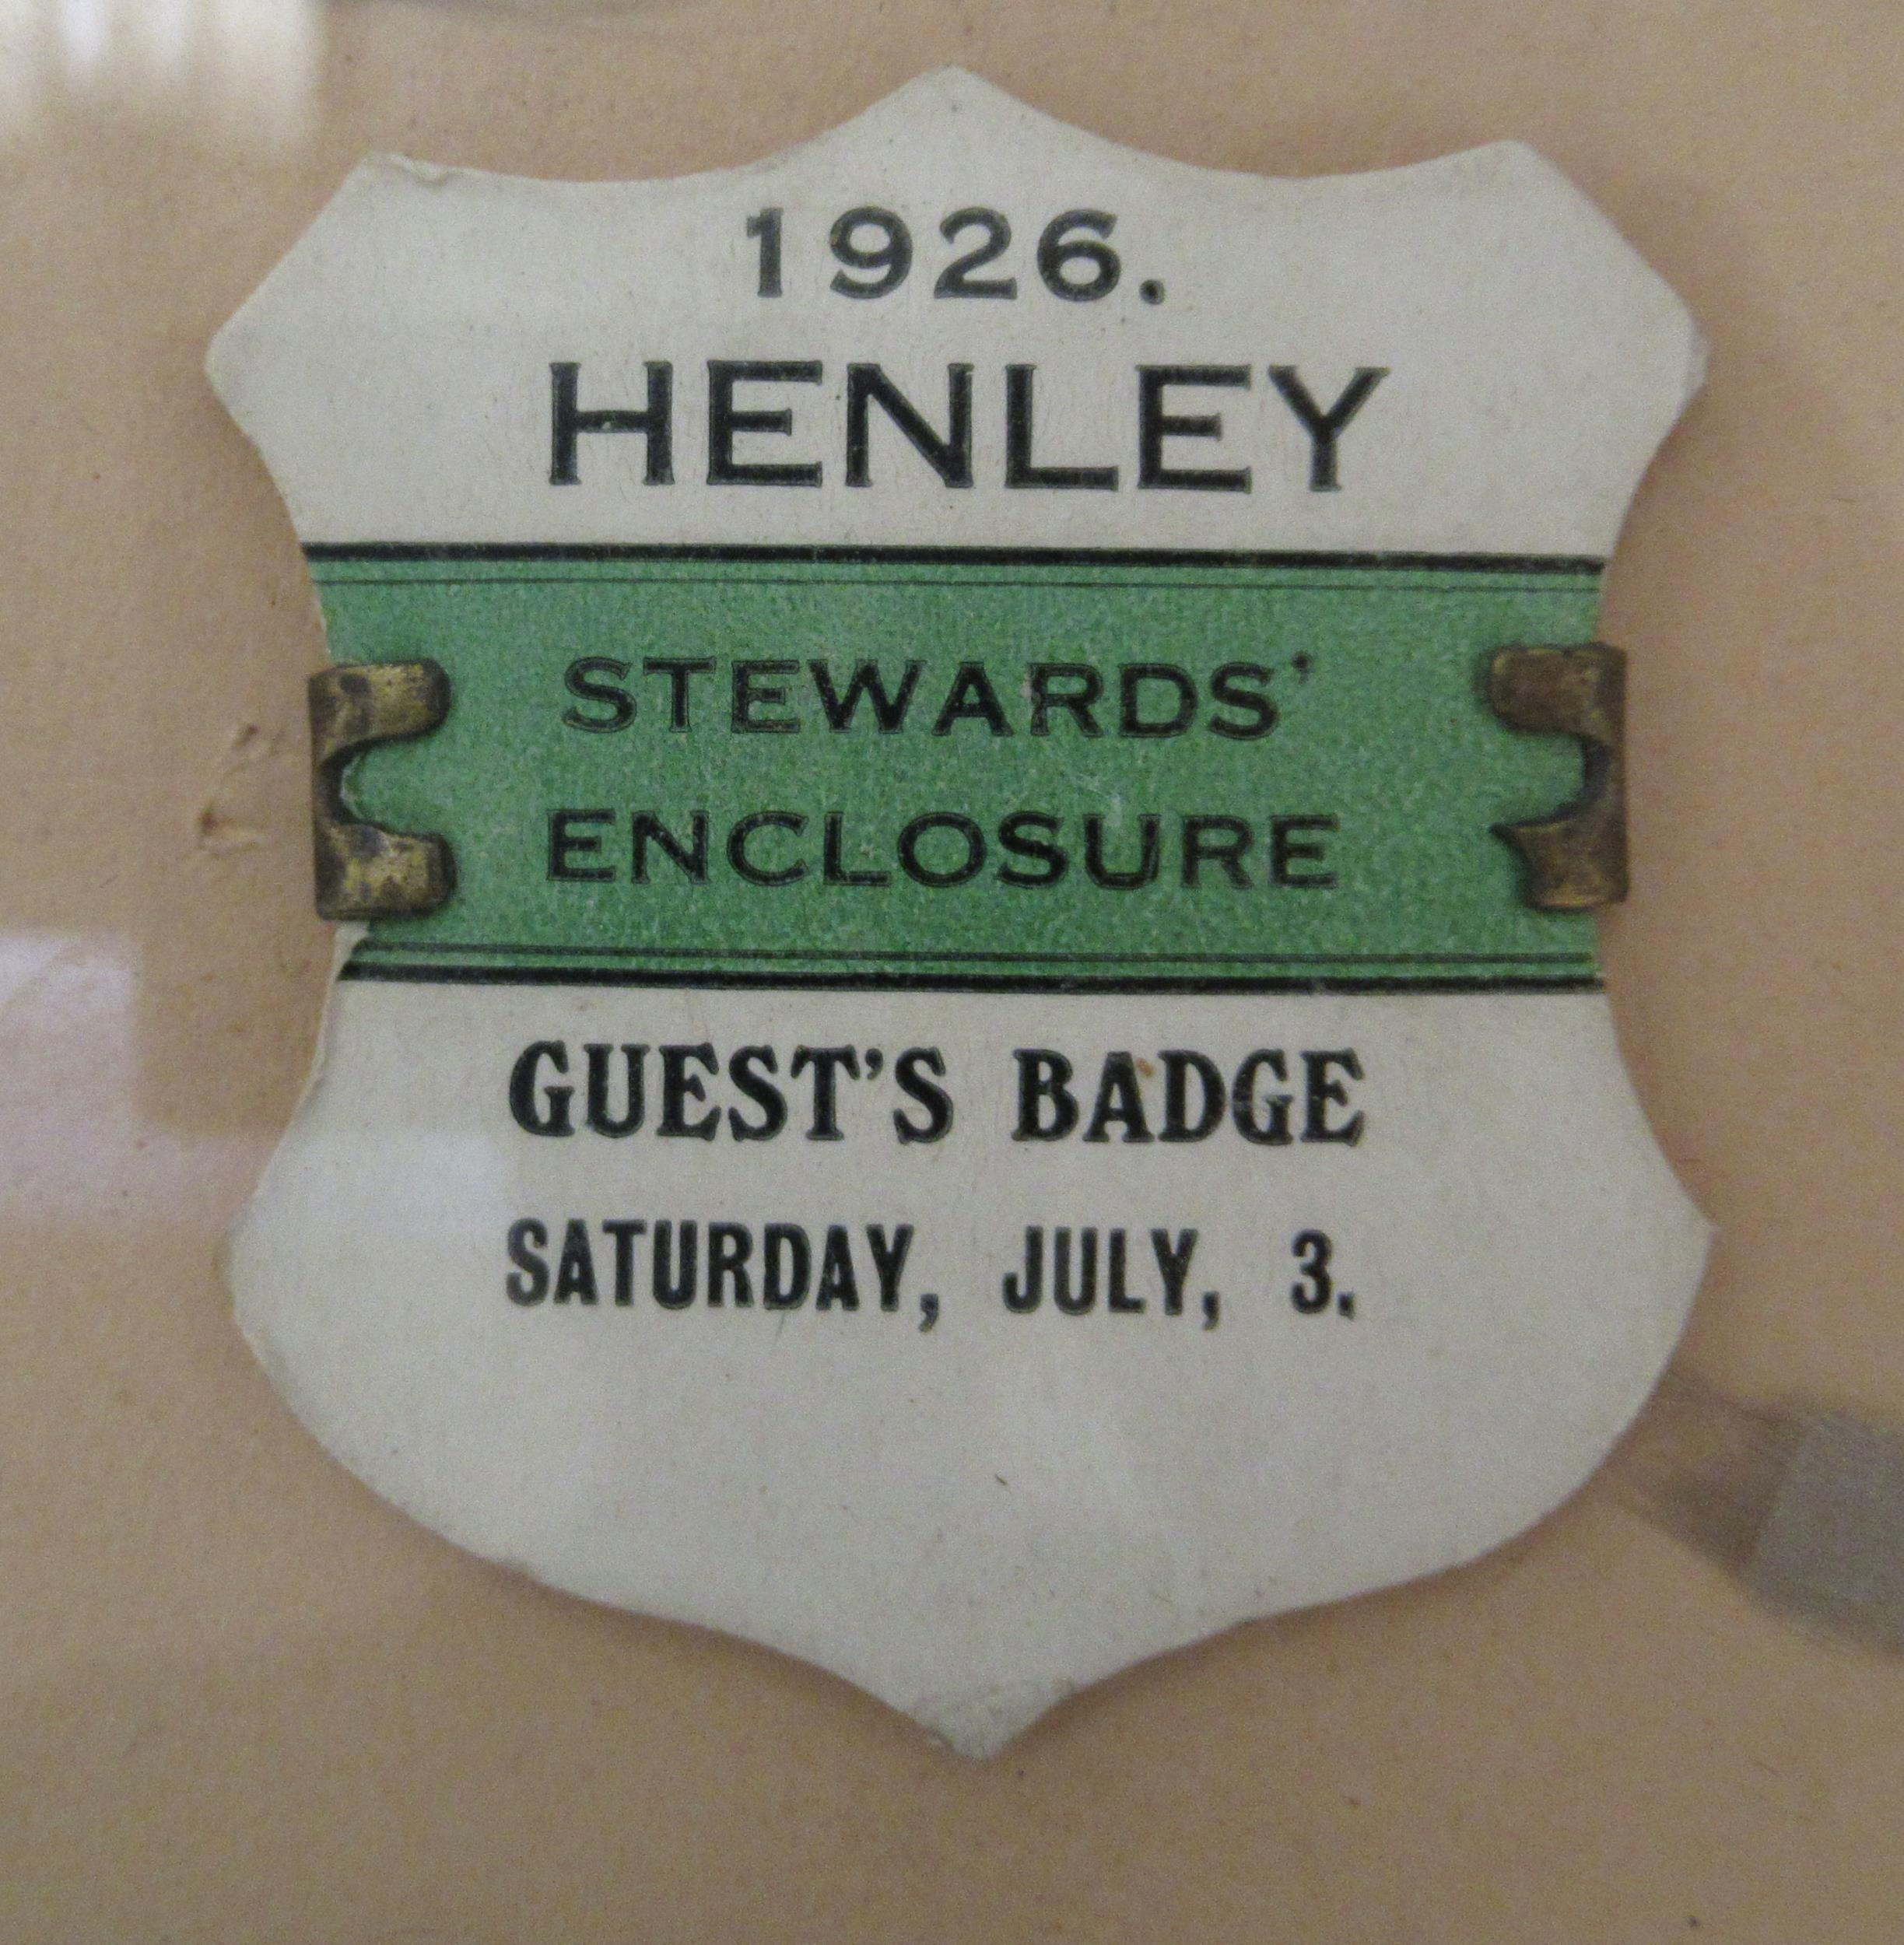 1926.
HENLEY
STEWARDS'
ENCLOSURE
GUEST'S BADGE
SATURDAY, JULY, 3.